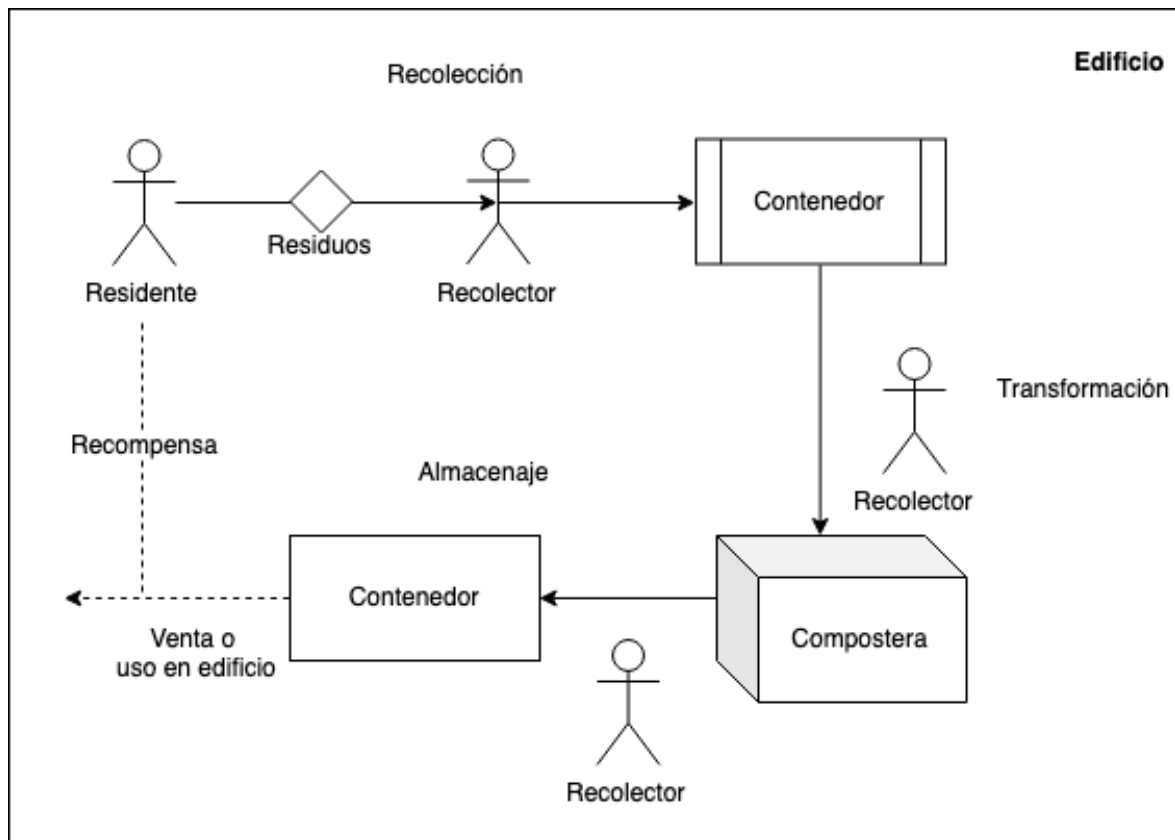 Recolección
Edificio
Residuos
Contenedor
Residente
Recolector
Transformación
Recompensa
Almacenaje
Recolector
Contenedor
Compostera
Venta o
uso en edificio
Recolector